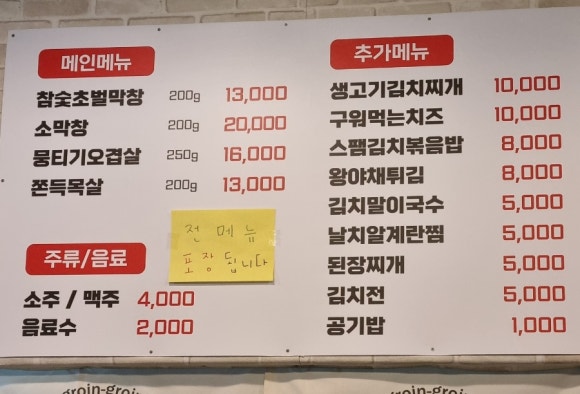 메인메뉴
참숯초벌막창 200g 13,000
소막창 200g 20,000
뭉티기오겹살 250g 16,000
쫀득목살 200g 13,000
전 메뉴
포장 됩니다
주류/음료
소주 / 맥주 4,000
음료수 2,000
추가메뉴
생고기김치찌개 10,000
구워먹는치즈 10,000
스팸김치볶음밥 8,000
왕야채튀김 8,000
김치말이국수 5,000
날치알계란찜 5,000
된장찌개 5,000
김치전 5,000
공기밥 1,000